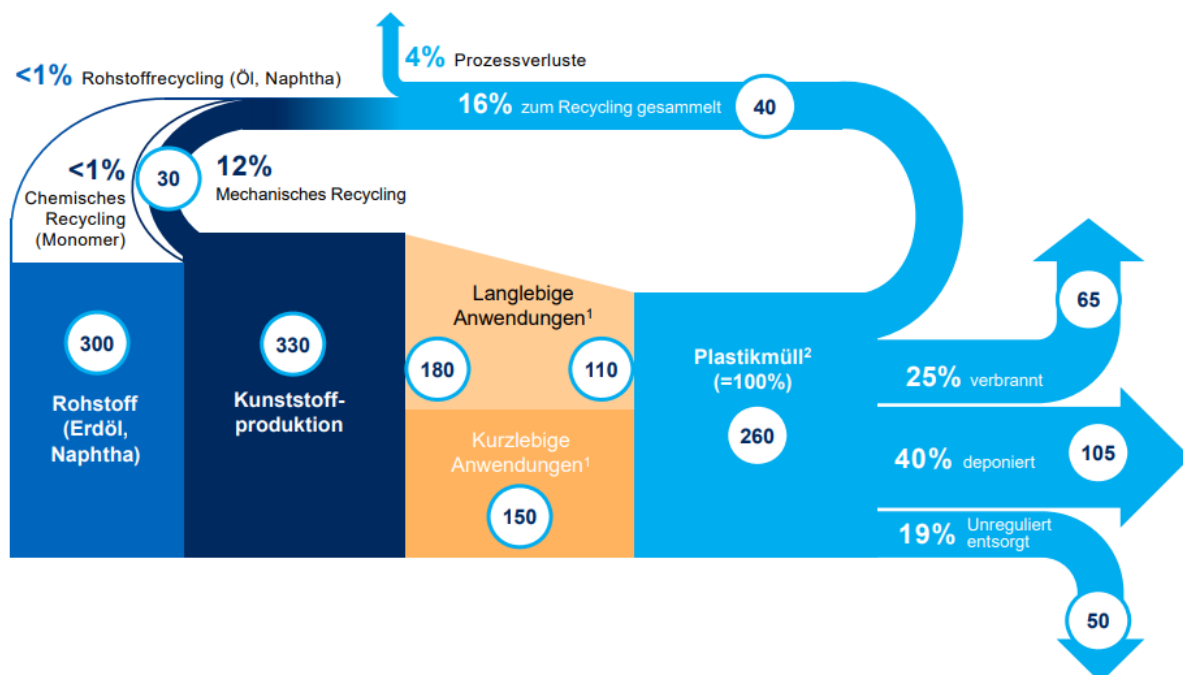 4% Prozessverluste
<1% Rohstoffrecycling (Öl, Naphtha)
16% zum Recycling gesammelt
40
<1%
Chemisches
Recycling
(Monomer)
30
12%
Mechanisches Recycling
300
Rohstoff
(Erdöl,
Naphtha)
330
Kunststoff-
produktion
Langlebige
Anwendungen¹
180
110
Kurzlebige
Anwendungen¹
150
Plastikmüll²
(=100%)
260
65
25% verbrannt
40% deponiert
105
19% Unreguliert
entsorgt
50